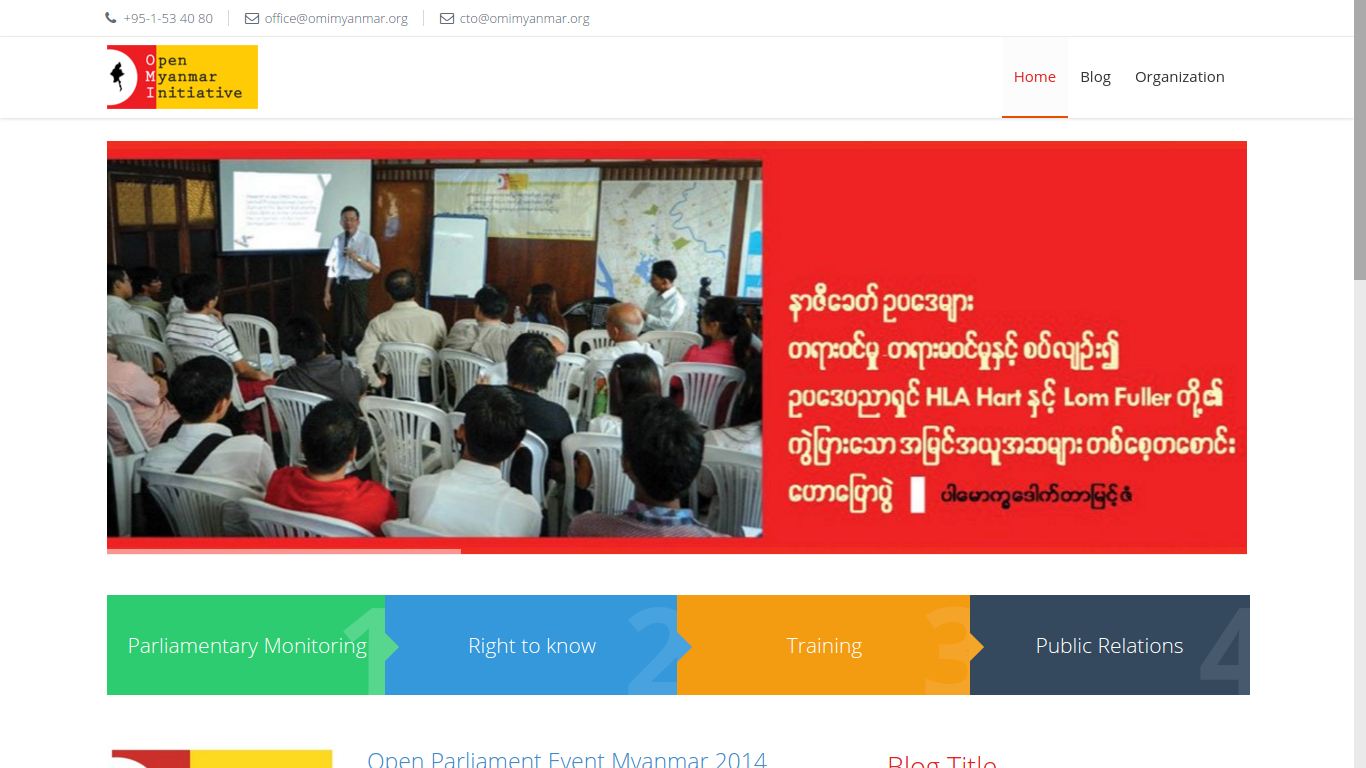 +95-1-53 40 80
office@omimyanmar.org
cto@omimyanmar.org
Open
Myanmar
Initiative
Home
Blog
Organization
နာဇီခေတ် ဥပဒေများ
တရားဝင်မှု - တရားမဝင်မှုနှင့် စပ်လျဉ်း၍
ဥပဒေပညာရှင် HLA Hart နှင့် Lom Fuller တို့၏
ကွဲပြားသော အမြင်အယူအဆများ တစ်စေ့တစောင်း
ဟောပြောပွဲ
ပါမောက္ခဒေါက်တာမြင့်ဇံ
Parliamentary Monitoring
1
Right to know
2
Training
3
Public Relations
4
Open Parliament Event Myanmar 2014
Blog Title